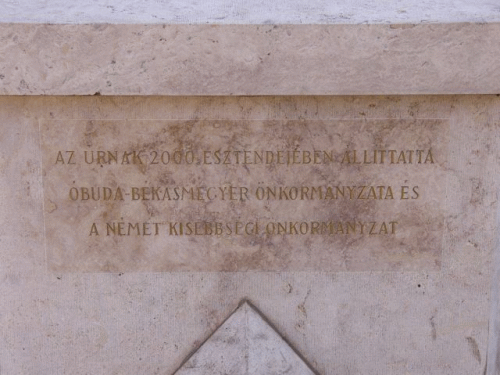 AZ ÚRNAK 2000. ESZTENDEJÉBEN ÁLLÍTTATTA
ÓBUDA-BÉKÁSMEGYER ÖNKORMÁNYZATA ÉS
A NÉMET KISEBBSÉGI ÖNKORMÁNYZAT